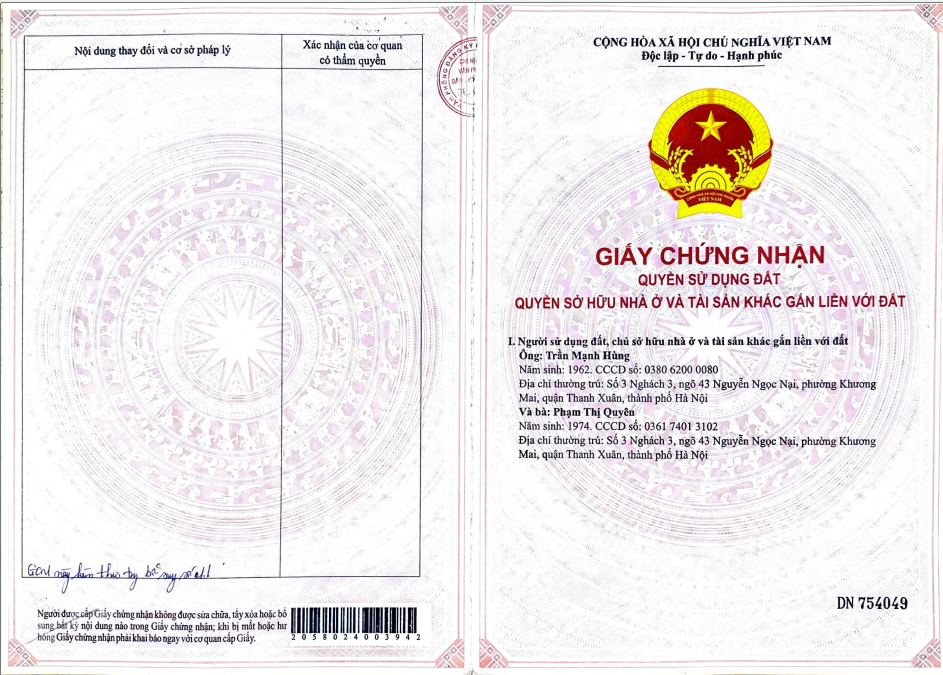 Nội dung thay đổi và cơ sở pháp lý
Xác nhận của cơ quan
có thẩm quyền
Người được cấp Giấy chứng nhận không được sửa chữa, tẩy xóa hoặc bổ
sung bất kỳ nội dung nào trong Giấy chứng nhận; khi bị mất hoặc hư
hỏng Giấy chứng nhận phải khai báo ngay với cơ quan cấp Giấy.
2058024003942
CỘNG HÒA XÃ HỘI CHỦ NGHĨA VIỆT NAM
Độc lập - Tự do - Hạnh phúc
VIỆT NAM
GIẤY CHỨNG NHẬN
QUYỀN SỬ DỤNG ĐẤT
QUYỀN SỞ HỮU NHÀ Ở VÀ TÀI SẢN KHÁC GẮN LIỀN VỚI ĐẤT
I. Người sử dụng đất, chủ sở hữu nhà ở và tài sản khác gắn liền với đất
Ông: Trần Mạnh Hùng
Năm sinh: 1962. CCCD số: 0380 6200 0080
Địa chỉ thường trú: Số 3 Nghách 3, ngõ 43 Nguyễn Ngọc Nại, phường Khương
Mai, quận Thanh Xuân, thành phố Hà Nội
Và bà: Phạm Thị Quyên
Năm sinh: 1974. CCCD số: 0361 7401 3102
Địa chỉ thường trú: Số 3 Nghách 3, ngõ 43 Nguyễn Ngọc Nại, phường Khương
Mai, quận Thanh Xuân, thành phố Hà Nội
DN 754049